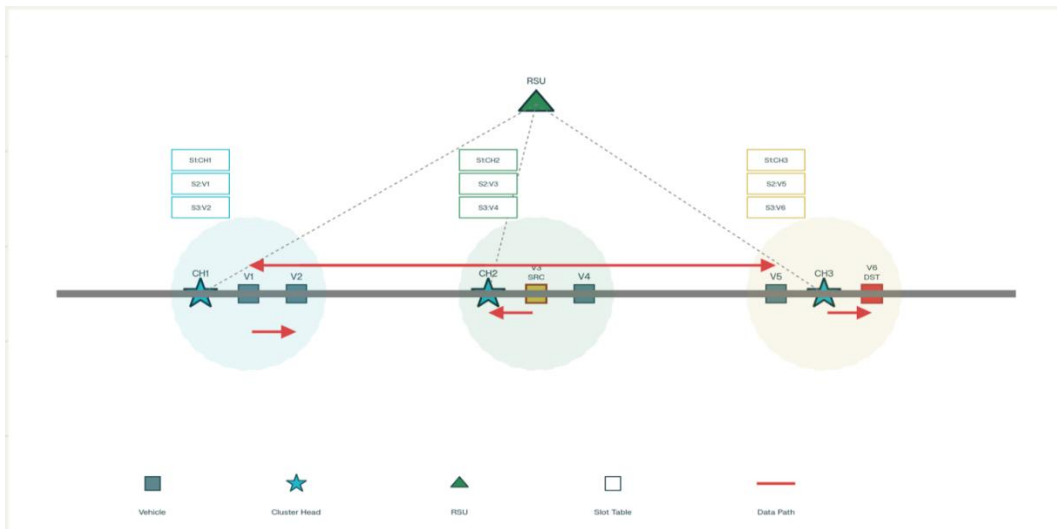 RSU
S1:CH1
S2:V1
S3:V2
S1:CH2
S2:V3
S3:V4
S1:CH3
S2:V5
S3:V6
CH1
V1
V2
CH2
V3
SRC
V4
V5
CH3
V6
DST
Vehicle
Cluster Head
RSU
Slot Table
Data Path